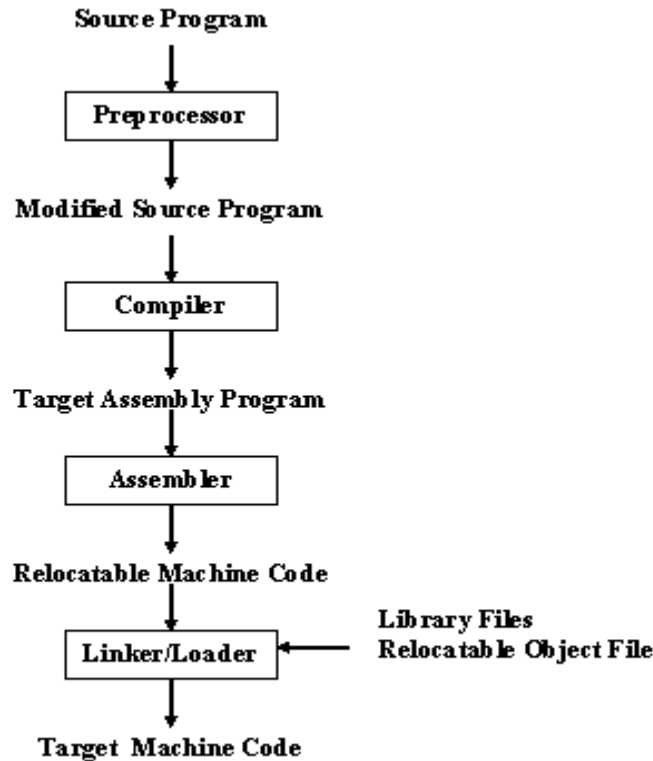 Source Program
Preprocessor
Modified Source Program
Compiler
Target Assembly Program
Assembler
Relocatable Machine Code
Library Files
Relocatable Object File
Linker/Loader
Target Machine Code